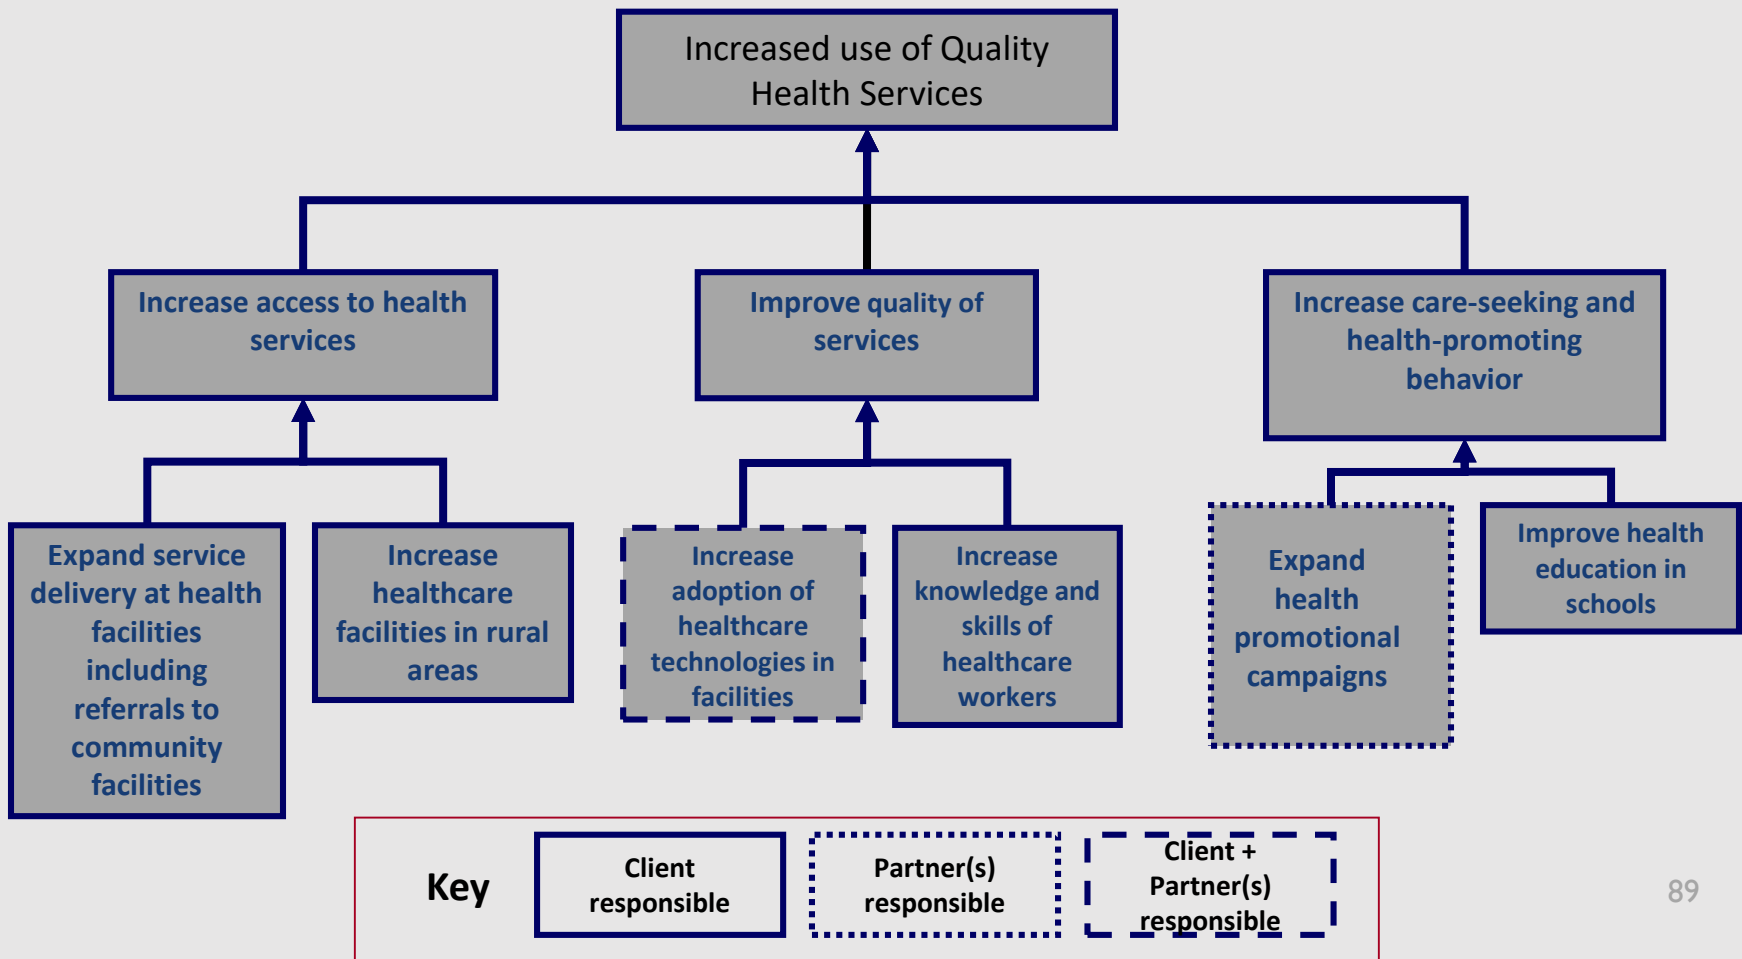 Increased use of Quality
Health Services
Increase access to health
services
Improve quality of
services
Increase care-seeking and
health-promoting
behavior
Expand service
delivery at health
facilities
including
referrals to
community
facilities
Increase
healthcare
facilities in rural
areas
Increase
adoption of
healthcare
technologies in
facilities
Increase
knowledge and
skills of
healthcare
workers
Expand
health
promotional
campaigns
Improve health
education in
schools
Key
Client
responsible
Partner(s)
responsible
Client +
Partner(s)
responsible
89